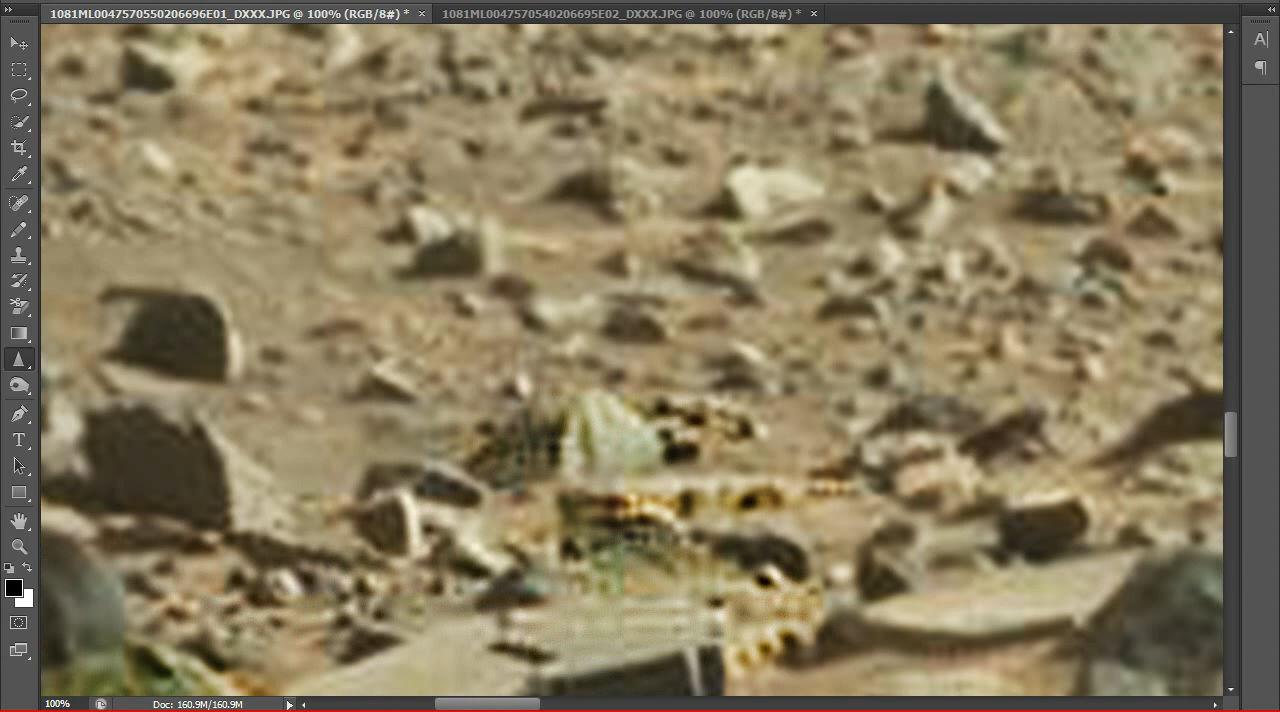 1081ML0047570550206696E01_DXXX.JPG @ 100% (RGB/8#) * ×
1081ML0047570540206695E02_DXXX.JPG @ 100% (RGB/8#) * ×
A
T
100%
Doc: 160.9M/160.9M